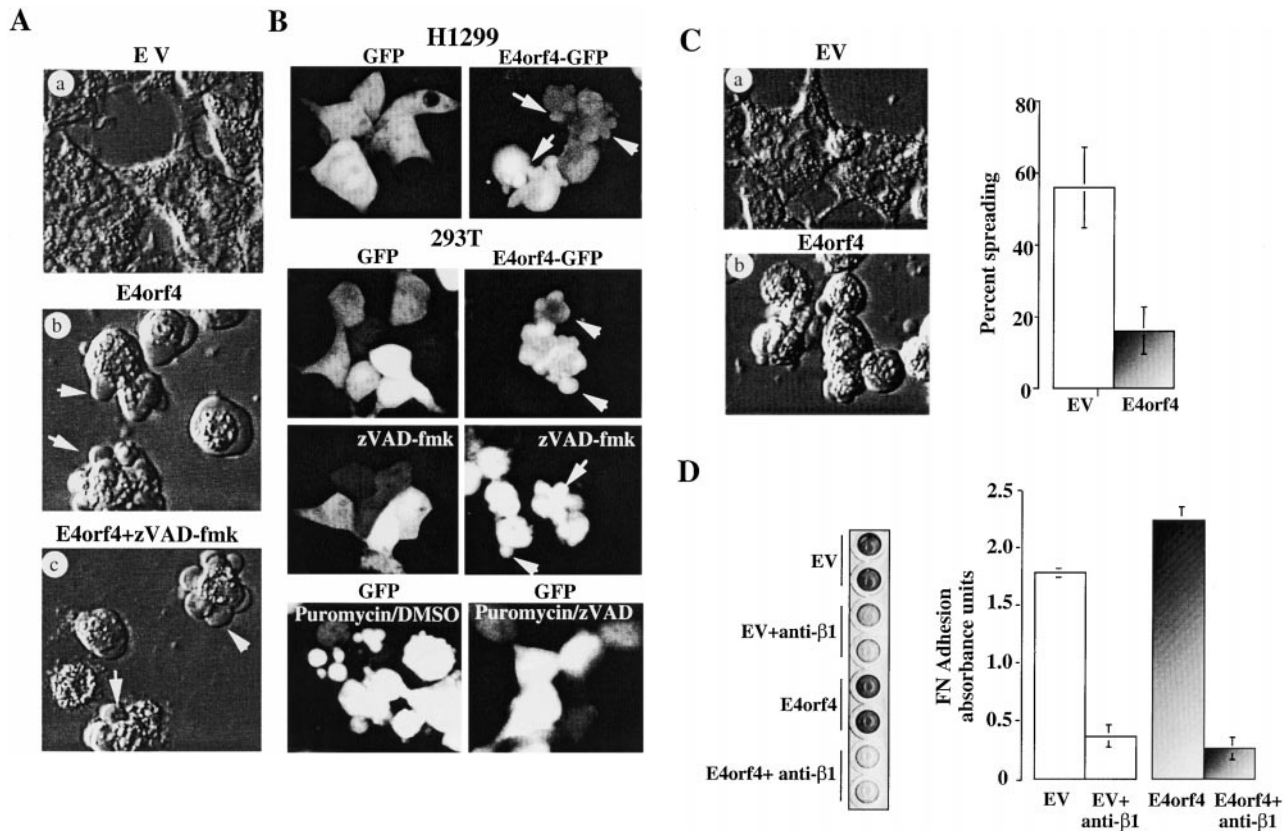 A
E V
a
E4orf4
b
E4orf4+zVAD-fmk
c
B
H1299
GFP
E4orf4-GFP
293T
GFP
E4orf4-GFP
zVAD-fmk
zVAD-fmk
GFP
GFP
Puromycin/DMSO
Puromycin/zVAD
C
EV
a
E4orf4
b
Percent spreading
80
60
40
20
0
EV
E4orf4
D
EV
EV+anti-β1
E4orf4
E4orf4+ anti-β1
FN Adhesion
absorbance units
2.5
2.0
1.5
1.0
0.5
0
EV
EV+
anti-β1
E4orf4
E4orf4+
anti-β1